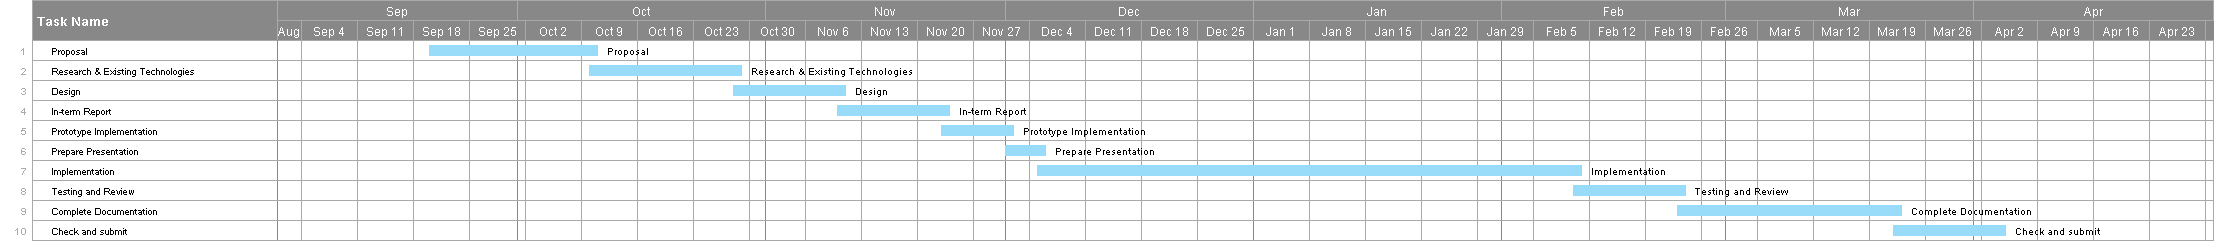 Task Name Sep Oct Nov Dec Jan Feb Mar Apr
Aug Sep 4 Sep 11 Sep 18 Sep 25 Oct 2 Oct 9 Oct 16 Oct 23 Oct 30 Nov 6 Nov 13 Nov 20 Nov 27 Dec 4 Dec 11 Dec 18 Dec 25 Jan 1 Jan 8 Jan 15 Jan 22 Jan 29 Feb 5 Feb 12 Feb 19 Feb 26 Mar 5 Mar 12 Mar 19 Mar 26 Apr 2 Apr 9 Apr 16 Apr 23
1 Proposal Proposal
2 Research & Existing Technologies Research & Existing Technologies
3 Design Design
4 In-term Report In-term Report
5 Prototype Implementation Prototype Implementation
6 Prepare Presentation Prepare Presentation
7 Implementation Implementation
8 Testing and Review Testing and Review
9 Complete Documentation Complete Documentation
10 Check and submit Check and submit